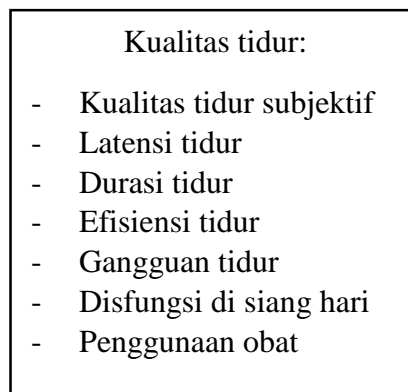 Kualitas tidur:
- Kualitas tidur subjektif
- Latensi tidur
- Durasi tidur
- Efisiensi tidur
- Gangguan tidur
- Disfungsi di siang hari
- Penggunaan obat